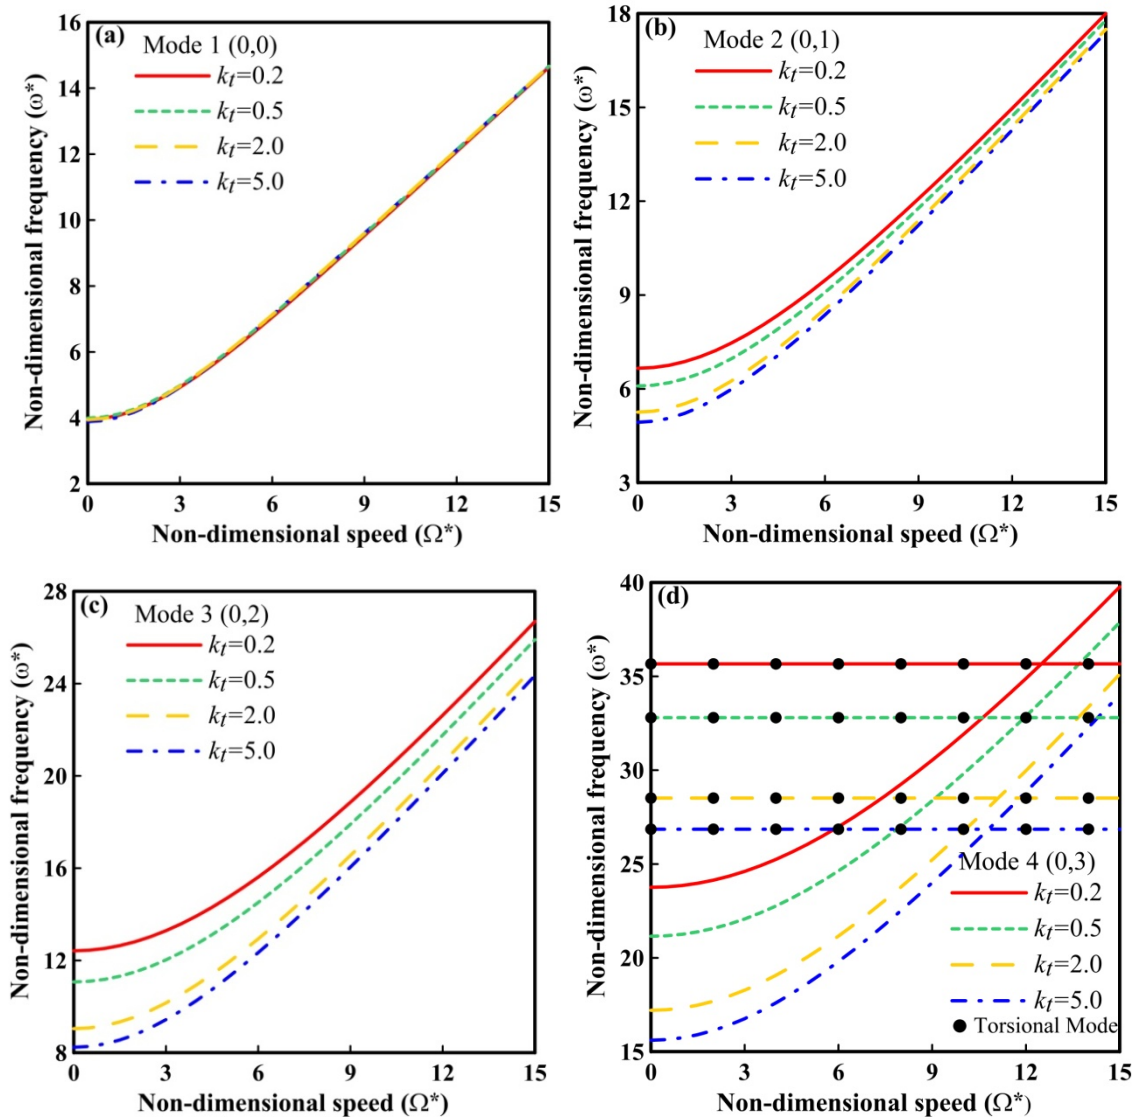 (a)
Mode 1 (0,0)
kt=0.2
kt=0.5
kt=2.0
kt=5.0
16
14
12
10
8
6
4
2
0 3 6 9 12 15
Non-dimensional frequency (ω*)
Non-dimensional speed (Ω*)
(b)
Mode 2 (0,1)
kt=0.2
kt=0.5
kt=2.0
kt=5.0
18
15
12
9
6
3
0 3 6 9 12 15
Non-dimensional frequency (ω*)
Non-dimensional speed (Ω*)
(c)
Mode 3 (0,2)
kt=0.2
kt=0.5
kt=2.0
kt=5.0
28
24
20
16
12
8
0 3 6 9 12 15
Non-dimensional frequency (ω*)
Non-dimensional speed (Ω*)
(d)
40
35
30
25
20
15
Mode 4 (0,3)
kt=0.2
kt=0.5
kt=2.0
kt=5.0
Torsional Mode
0 3 6 9 12 15
Non-dimensional frequency (ω*)
Non-dimensional speed (Ω*)